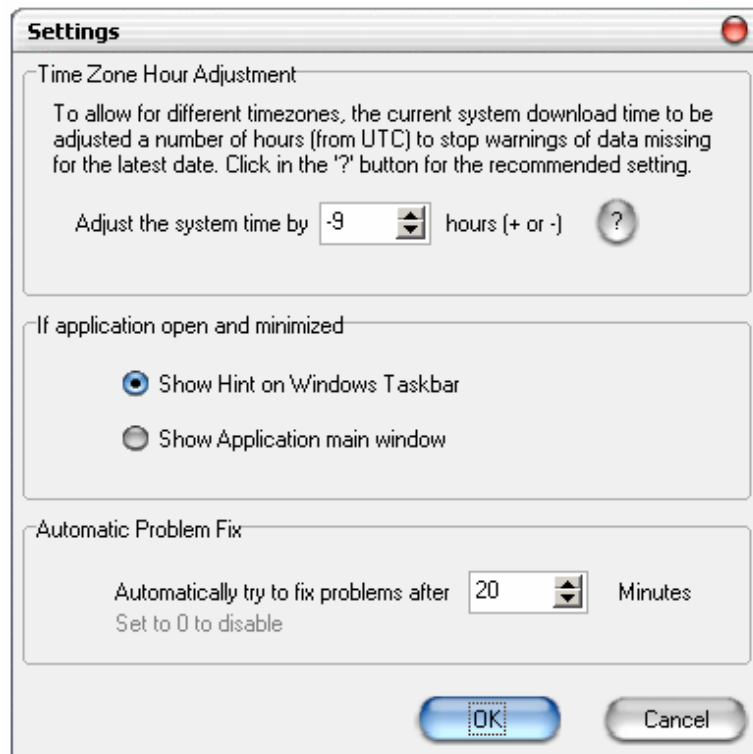 Settings
Time Zone Hour Adjustment
To allow for different timezones, the current system download time to be
adjusted a number of hours (from UTC) to stop warnings of data missing
for the latest date. Click in the '?' button for the recommended setting.
Adjust the system time by -9 hours (+ or -) ?
If application open and minimized
Show Hint on Windows Taskbar
Show Application main window
Automatic Problem Fix
Automatically try to fix problems after 20 Minutes
Set to 0 to disable
OK Cancel